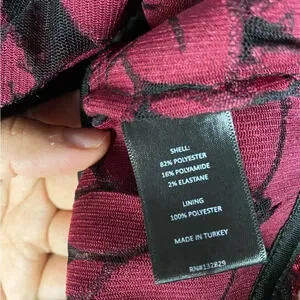 SHELL:
82% POLYESTER
16% POLYAMIDE
2% ELASTANE
LINING
100% POLYESTER
MADE IN TURKEY
RN#132829